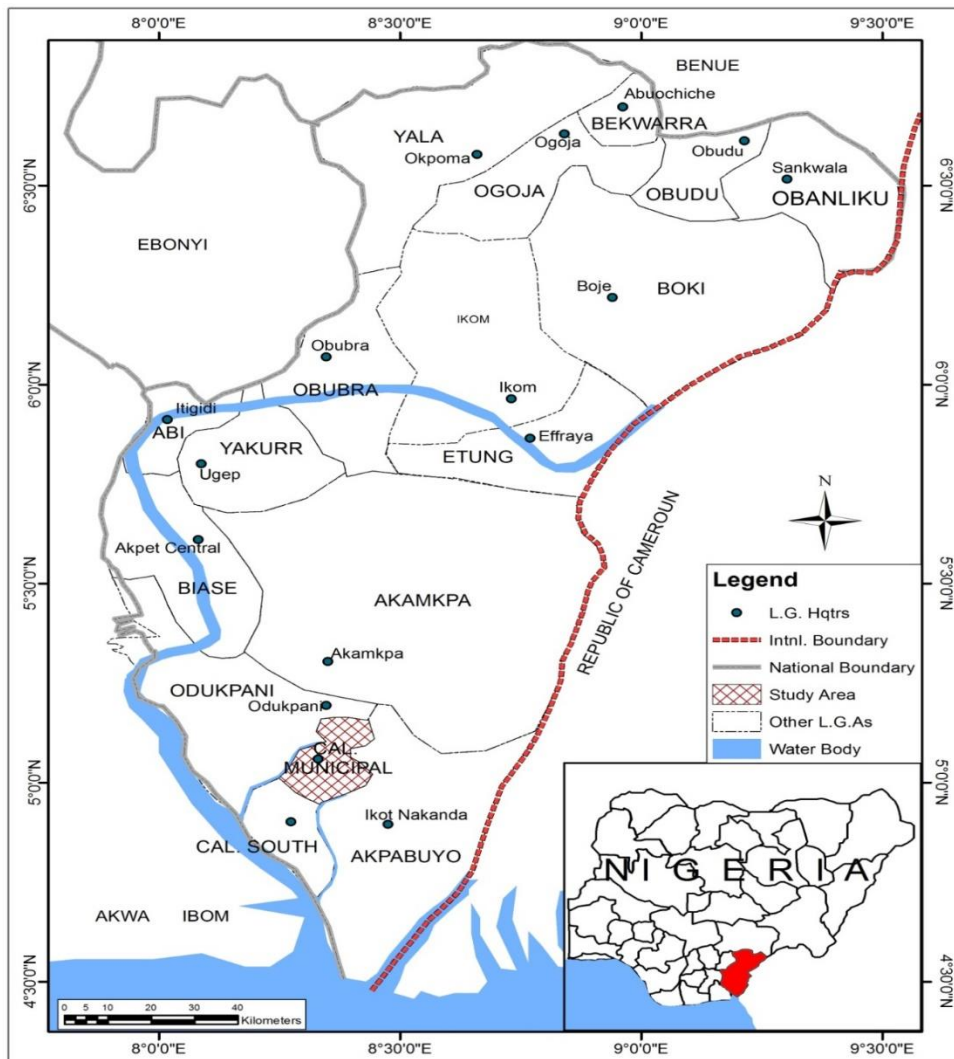 8°0'0"E
8°30'0"E
9°0'0"E
9°30'0"E
BENUE
Abuochiche
BEKWARRA
YALA
Ogoja
Okpoma
Obudu
Sankwala
6°30'0"N
6°30'0"N
OGOJA
OBUDU
OBANLIKU
EBONYI
Boje
BOKI
IKOM
Obubra
6°0'0"N
6°0'0"N
OBUBRA
Ikom
Itigidi
ABI
Effraya
YAKURR
ETUNG
Ugep
N
REPUBLIC OF CAMEROUN
Akpet Central
5°30'0"N
5°30'0"N
BIASE
AKAMKPA
Legend
L.G. Hqtrs
Intnl. Boundary
National Boundary
Study Area
Other L.G.As
Water Body
Akamkpa
ODUKPANI
Odukpani
CAL.
MUNICIPAL
5°0'0"N
5°0'0"N
Ikot Nakanda
CAL. SOUTH
AKPABUYO
NIGERIA
AKWA IBOM
4°30'0"N
4°30'0"N
0 5 10 20 30 40
Kilometers
8°0'0"E
8°30'0"E
9°0'0"E
9°30'0"E